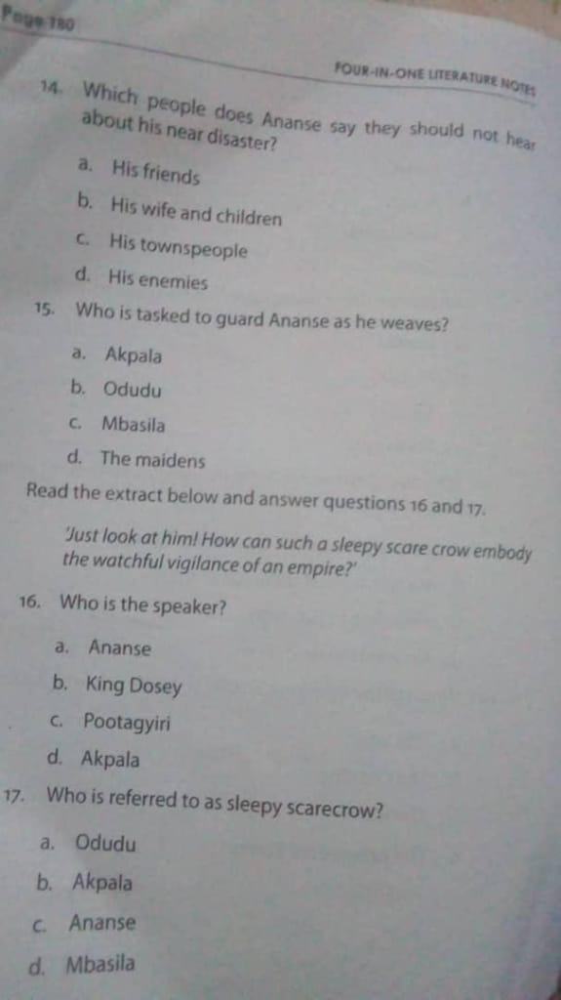 Page 180
FOUR-IN-ONE LITERATURE NOTES
14. Which people does Ananse say they should not hear
about his near disaster?
a. His friends
b. His wife and children
c. His townspeople
d. His enemies
15. Who is tasked to guard Ananse as he weaves?
a. Akpala
b. Odudu
c. Mbasila
d. The maidens
Read the extract below and answer questions 16 and 17.
'Just look at him! How can such a sleepy scare crow embody
the watchful vigilance of an empire?'
16. Who is the speaker?
a. Ananse
b. King Dosey
c. Pootagyiri
d. Akpala
17. Who is referred to as sleepy scarecrow?
a. Odudu
b. Akpala
c. Ananse
d. Mbasila